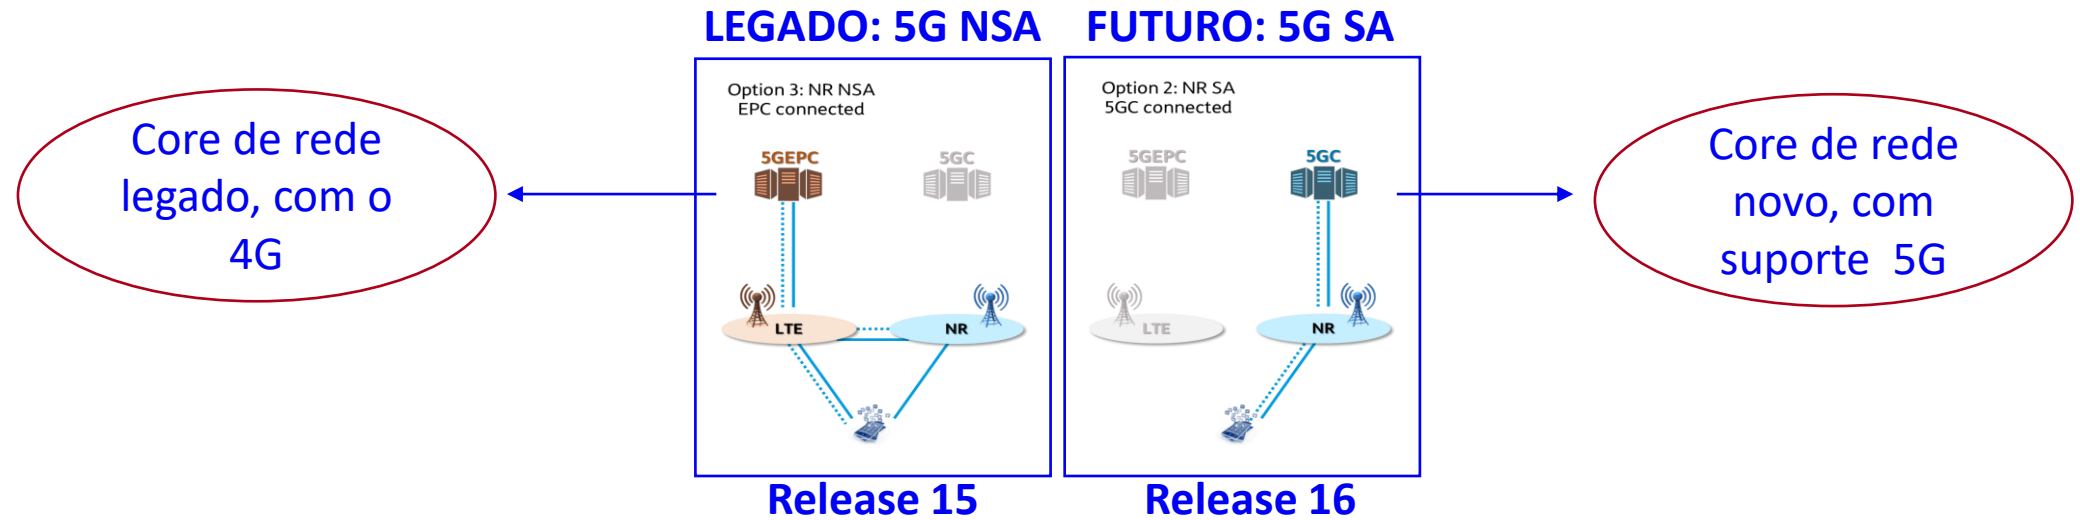 LEGADO: 5G NSA
FUTURO: 5G SA
Core de rede
legado, com o
4G
Option 3: NR NSA
EPC connected
5GEPC
5GC
LTE
NR
Option 2: NR SA
5GC connected
5GEPC
5GC
LTE
NR
Core de rede
novo, com
suporte 5G
Release 15
Release 16